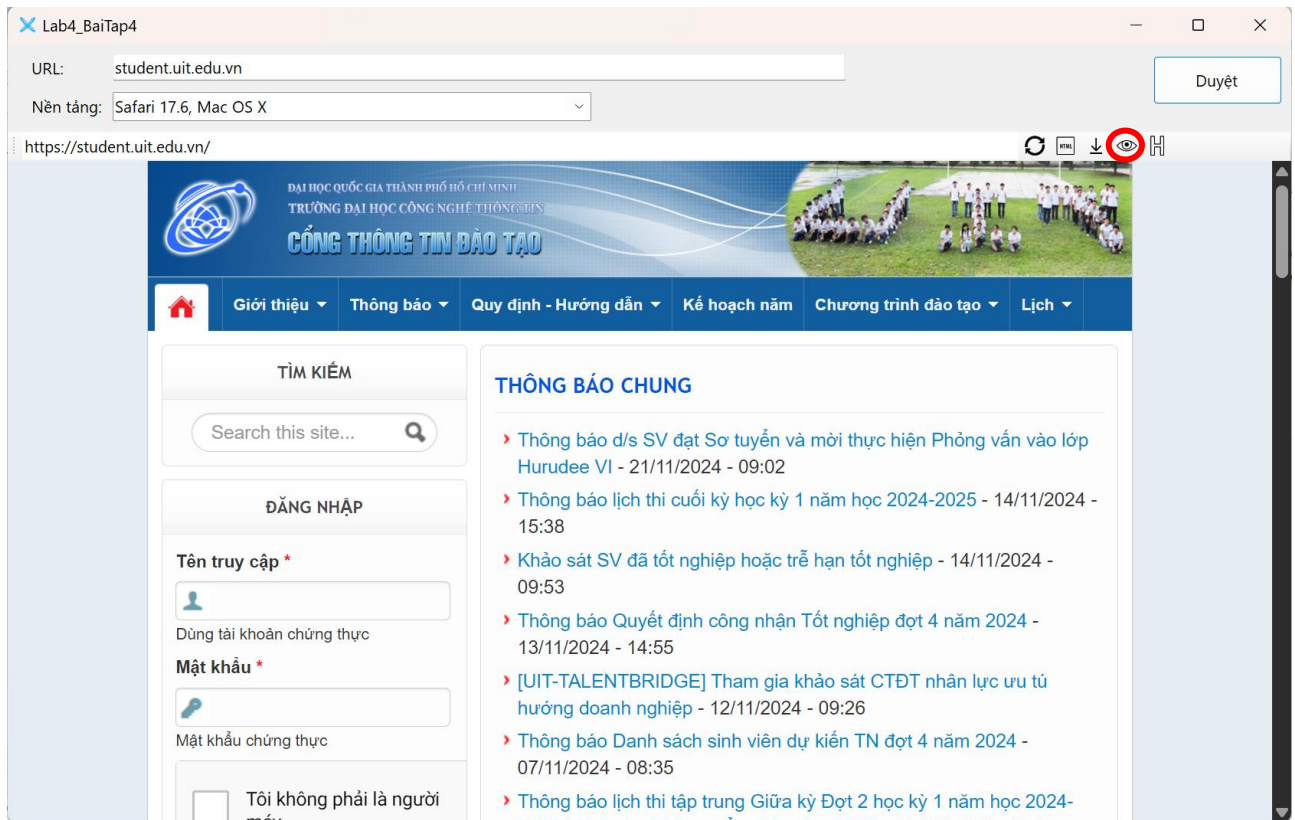 Lab4_BaiTap4
URL: student.uit.edu.vn
Duyệt
Nền tảng: Safari 17.6, Mac OS X
https://student.uit.edu.vn/
HTML
ĐẠI HỌC QUỐC GIA THÀNH PHỐ HỒ CHÍ MINH
TRƯỜNG ĐẠI HỌC CÔNG NGHỆ THÔNG TIN
CỔNG THÔNG TIN ĐÀO TẠO
Giới thiệu Thông báo Quy định - Hướng dẫn Kế hoạch năm Chương trình đào tạo Lịch
TÌM KIẾM
Search this site...
ĐĂNG NHẬP
Tên truy cập *
Dùng tài khoản chứng thực
Mật khẩu *
Mật khẩu chứng thực
Tôi không phải là người
máy
THÔNG BÁO CHUNG
Thông báo d/s SV đạt Sơ tuyển và mời thực hiện Phỏng vấn vào lớp
Hurudee VI - 21/11/2024 - 09:02
Thông báo lịch thi cuối kỳ học kỳ 1 năm học 2024-2025 - 14/11/2024 -
15:38
Khảo sát SV đã tốt nghiệp hoặc trễ hạn tốt nghiệp - 14/11/2024 -
09:53
Thông báo Quyết định công nhận Tốt nghiệp đợt 4 năm 2024 -
13/11/2024 - 14:55
[UIT-TALENTBRIDGE] Tham gia khảo sát CTĐT nhân lực ưu tú
hướng doanh nghiệp - 12/11/2024 - 09:26
Thông báo Danh sách sinh viên dự kiến TN đợt 4 năm 2024 -
07/11/2024 - 08:35
Thông báo lịch thi tập trung Giữa kỳ Đợt 2 học kỳ 1 năm học 2024-